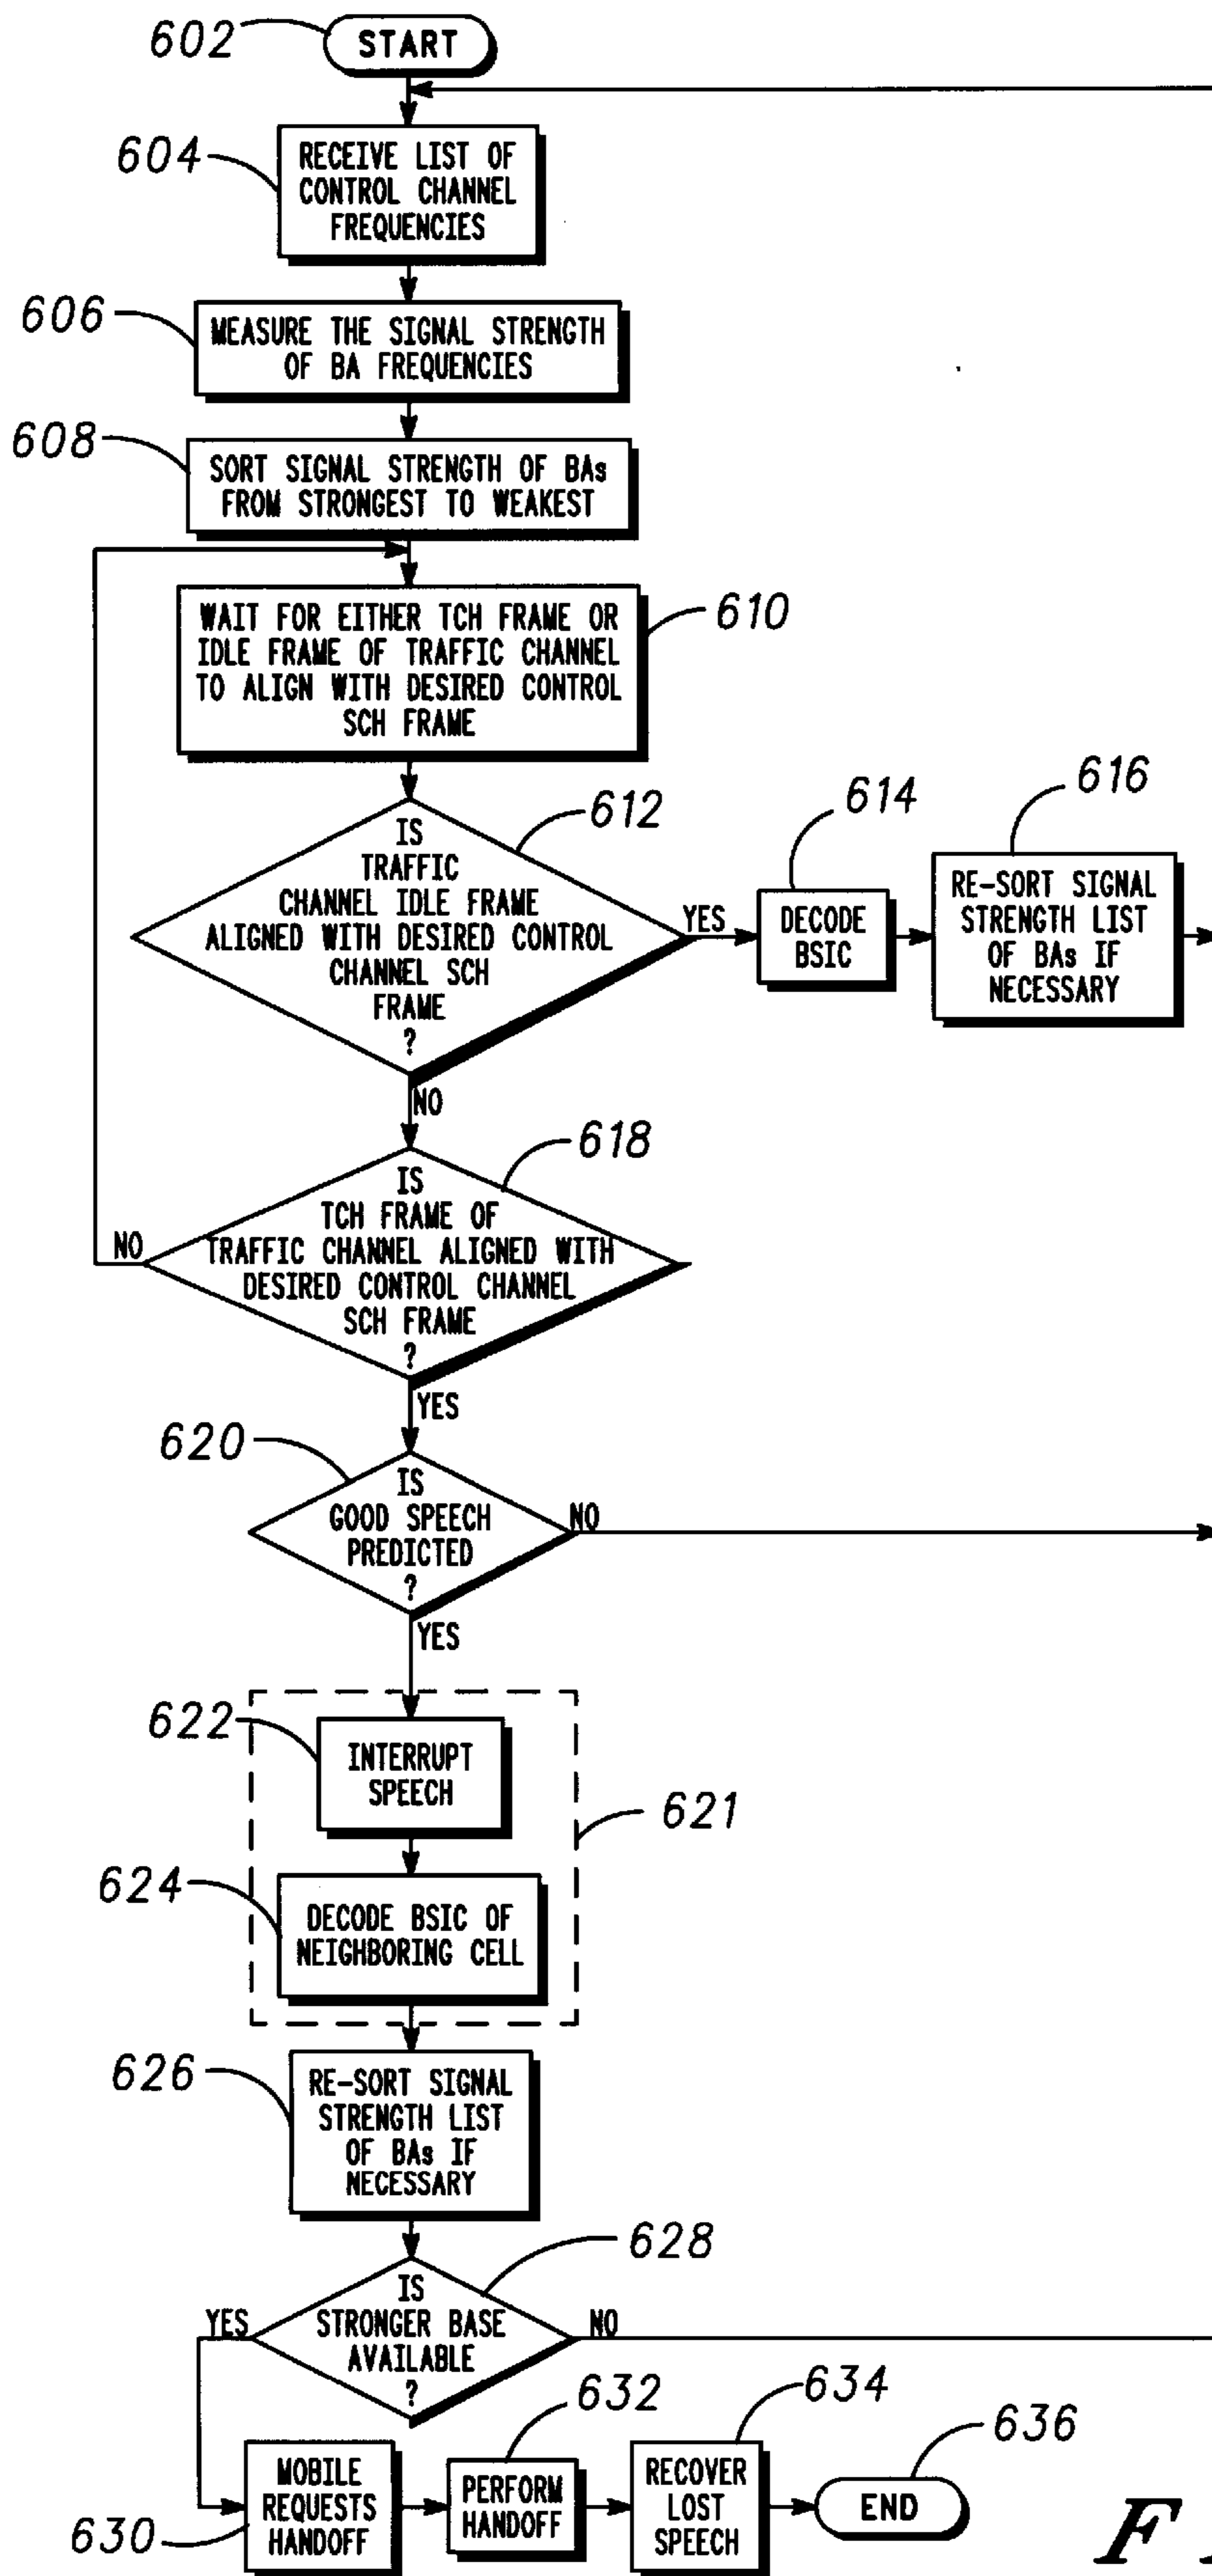 602
START
604
RECEIVE LIST OF
CONTROL CHANNEL
FREQUENCIES
606
MEASURE THE SIGNAL STRENGTH
OF BA FREQUENCIES
608
SORT SIGNAL STRENGTH OF BAs
FROM STRONGEST TO WEAKEST
WAIT FOR EITHER TCH FRAME OR
IDLE FRAME OF TRAFFIC CHANNEL
TO ALIGN WITH DESIRED CONTROL
SCH FRAME
610
IS
TRAFFIC
CHANNEL IDLE FRAME
ALIGNED WITH DESIRED CONTROL
CHANNEL SCH
FRAME
?
612
YES
614
DECODE
BSIC
616
RE-SORT SIGNAL
STRENGTH LIST
OF BAs IF
NECESSARY
NO
618
IS
TCH FRAME OF
TRAFFIC CHANNEL ALIGNED WITH
DESIRED CONTROL CHANNEL
SCH FRAME
?
NO
YES
620
IS
GOOD SPEECH
PREDICTED
?
NO
YES
622
INTERRUPT
SPEECH
621
624
DECODE BSIC OF
NEIGHBORING CELL
626
RE-SORT SIGNAL
STRENGTH LIST
OF BAs IF
NECESSARY
628
IS
STRONGER BASE
AVAILABLE
?
YES
NO
630
MOBILE
REQUESTS
HANDOFF
632
PERFORM
HANDOFF
634
RECOVER
LOST
SPEECH
636
END
F